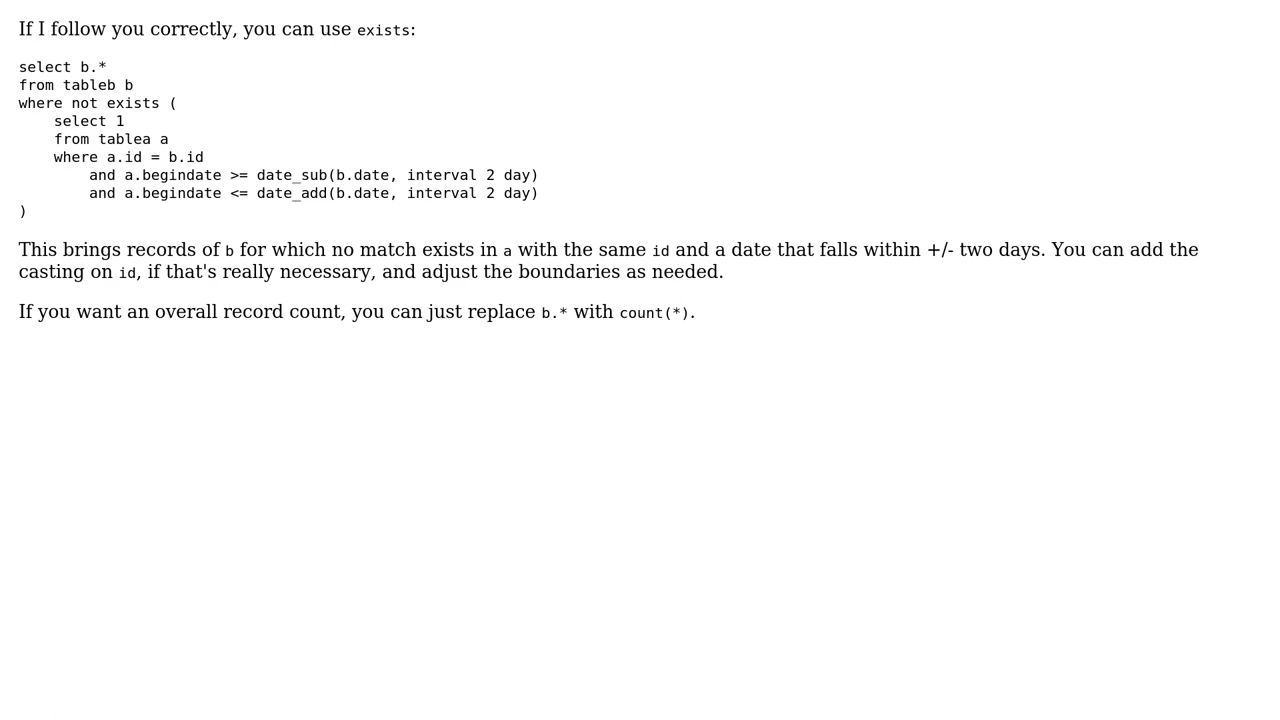 If I follow you correctly, you can use exists:
select b.*
from tableb b
where not exists (
    select 1
    from tablea a
    where a.id = b.id
        and a.begindate >= date_sub(b.date, interval 2 day)
        and a.begindate <= date_add(b.date, interval 2 day)
)
This brings records of b for which no match exists in a with the same id and a date that falls within +/- two days. You can add the
casting on id, if that's really necessary, and adjust the boundaries as needed.
If you want an overall record count, you can just replace b.* with count(*).